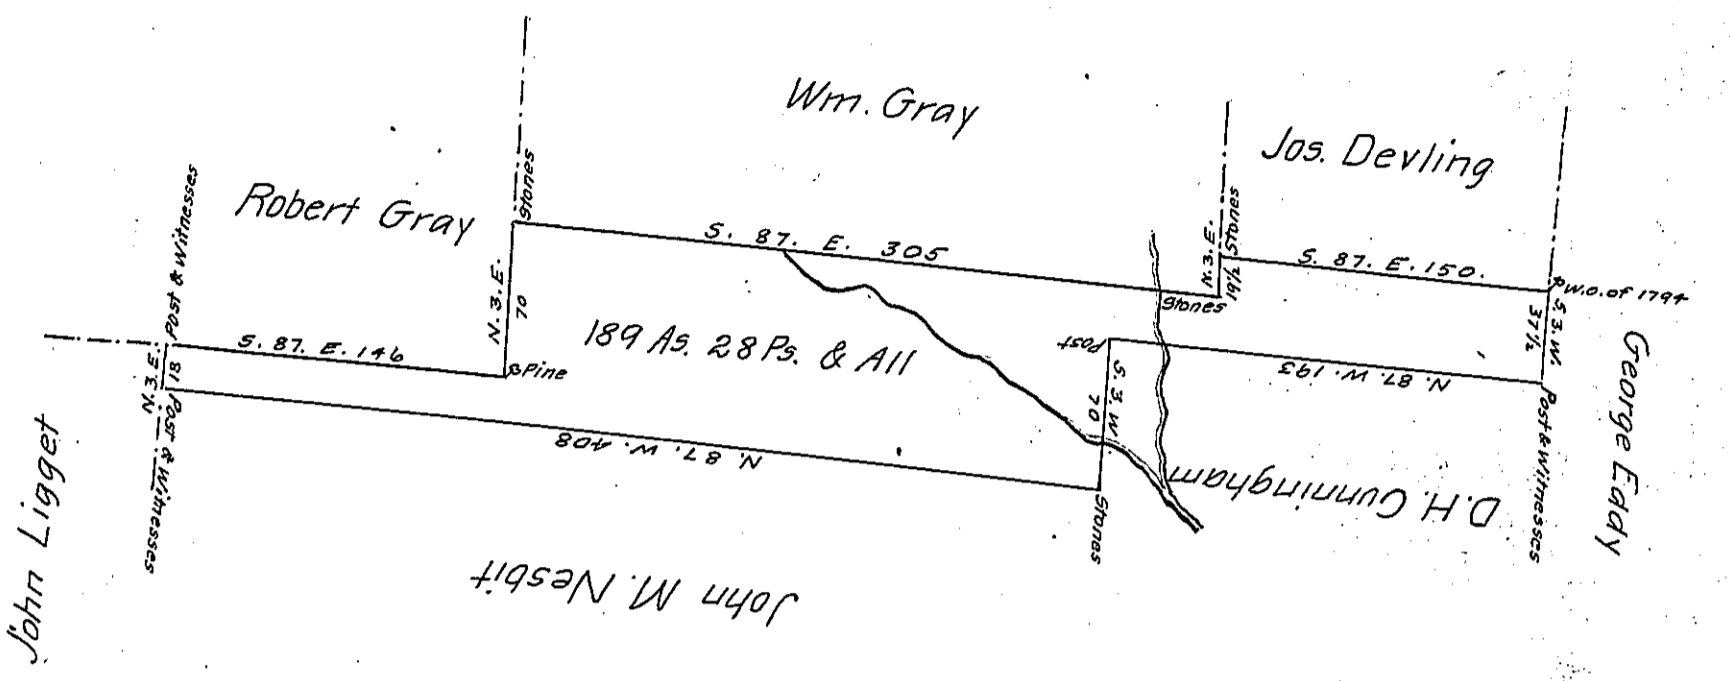 Wm. Gray
Jos. Devling
Robert Gray
Post & Witnesses
Stones
S. 87. E. 305
N. 3. E.
19½
Stones
Stones
S. 87. E. 150.
W.O. of 1794
S. 3. W.
37½
N. 3. E.
70
S. 87. E. 146
Pine
189 As. 28 Ps. & All
Post
S. 3. W.
70
N. 87. W. 193
Post & Witnesses
George Eddy
N. 3. E.
18
Post & Witnesses
N. 87. W. 408
Stones
D. H. Cunningham
John Ligget
John M. Nesbit